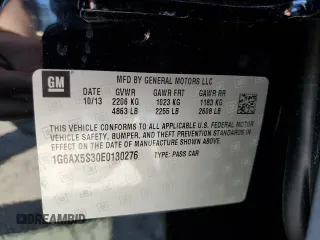 GM
MFD BY GENERAL MOTORS LLC
DATE GVWR GAWR FRT GAWR RR
10/13 2206 KG 1023 KG 1183 KG
4863 LB 2255 LB 2608 LB
THIS VEHICLE CONFORMS TO ALL APPLICABLE U.S. FEDERAL MOTOR
VEHICLE SAFETY, BUMPER, AND THEFT PREVENTION STANDARDS IN
EFFECT ON THE DATE OF MANUFACTURE SHOWN ABOVE.
1G6AX5S30E0130276 TYPE: PASS CAR